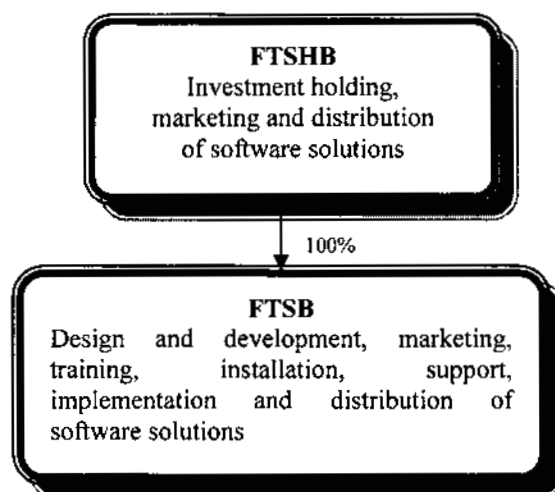 FTSHB
Investment holding,
marketing and distribution
of software solutions
100%
FTSB
Design and development, marketing,
training, installation, support,
implementation and distribution of
software solutions